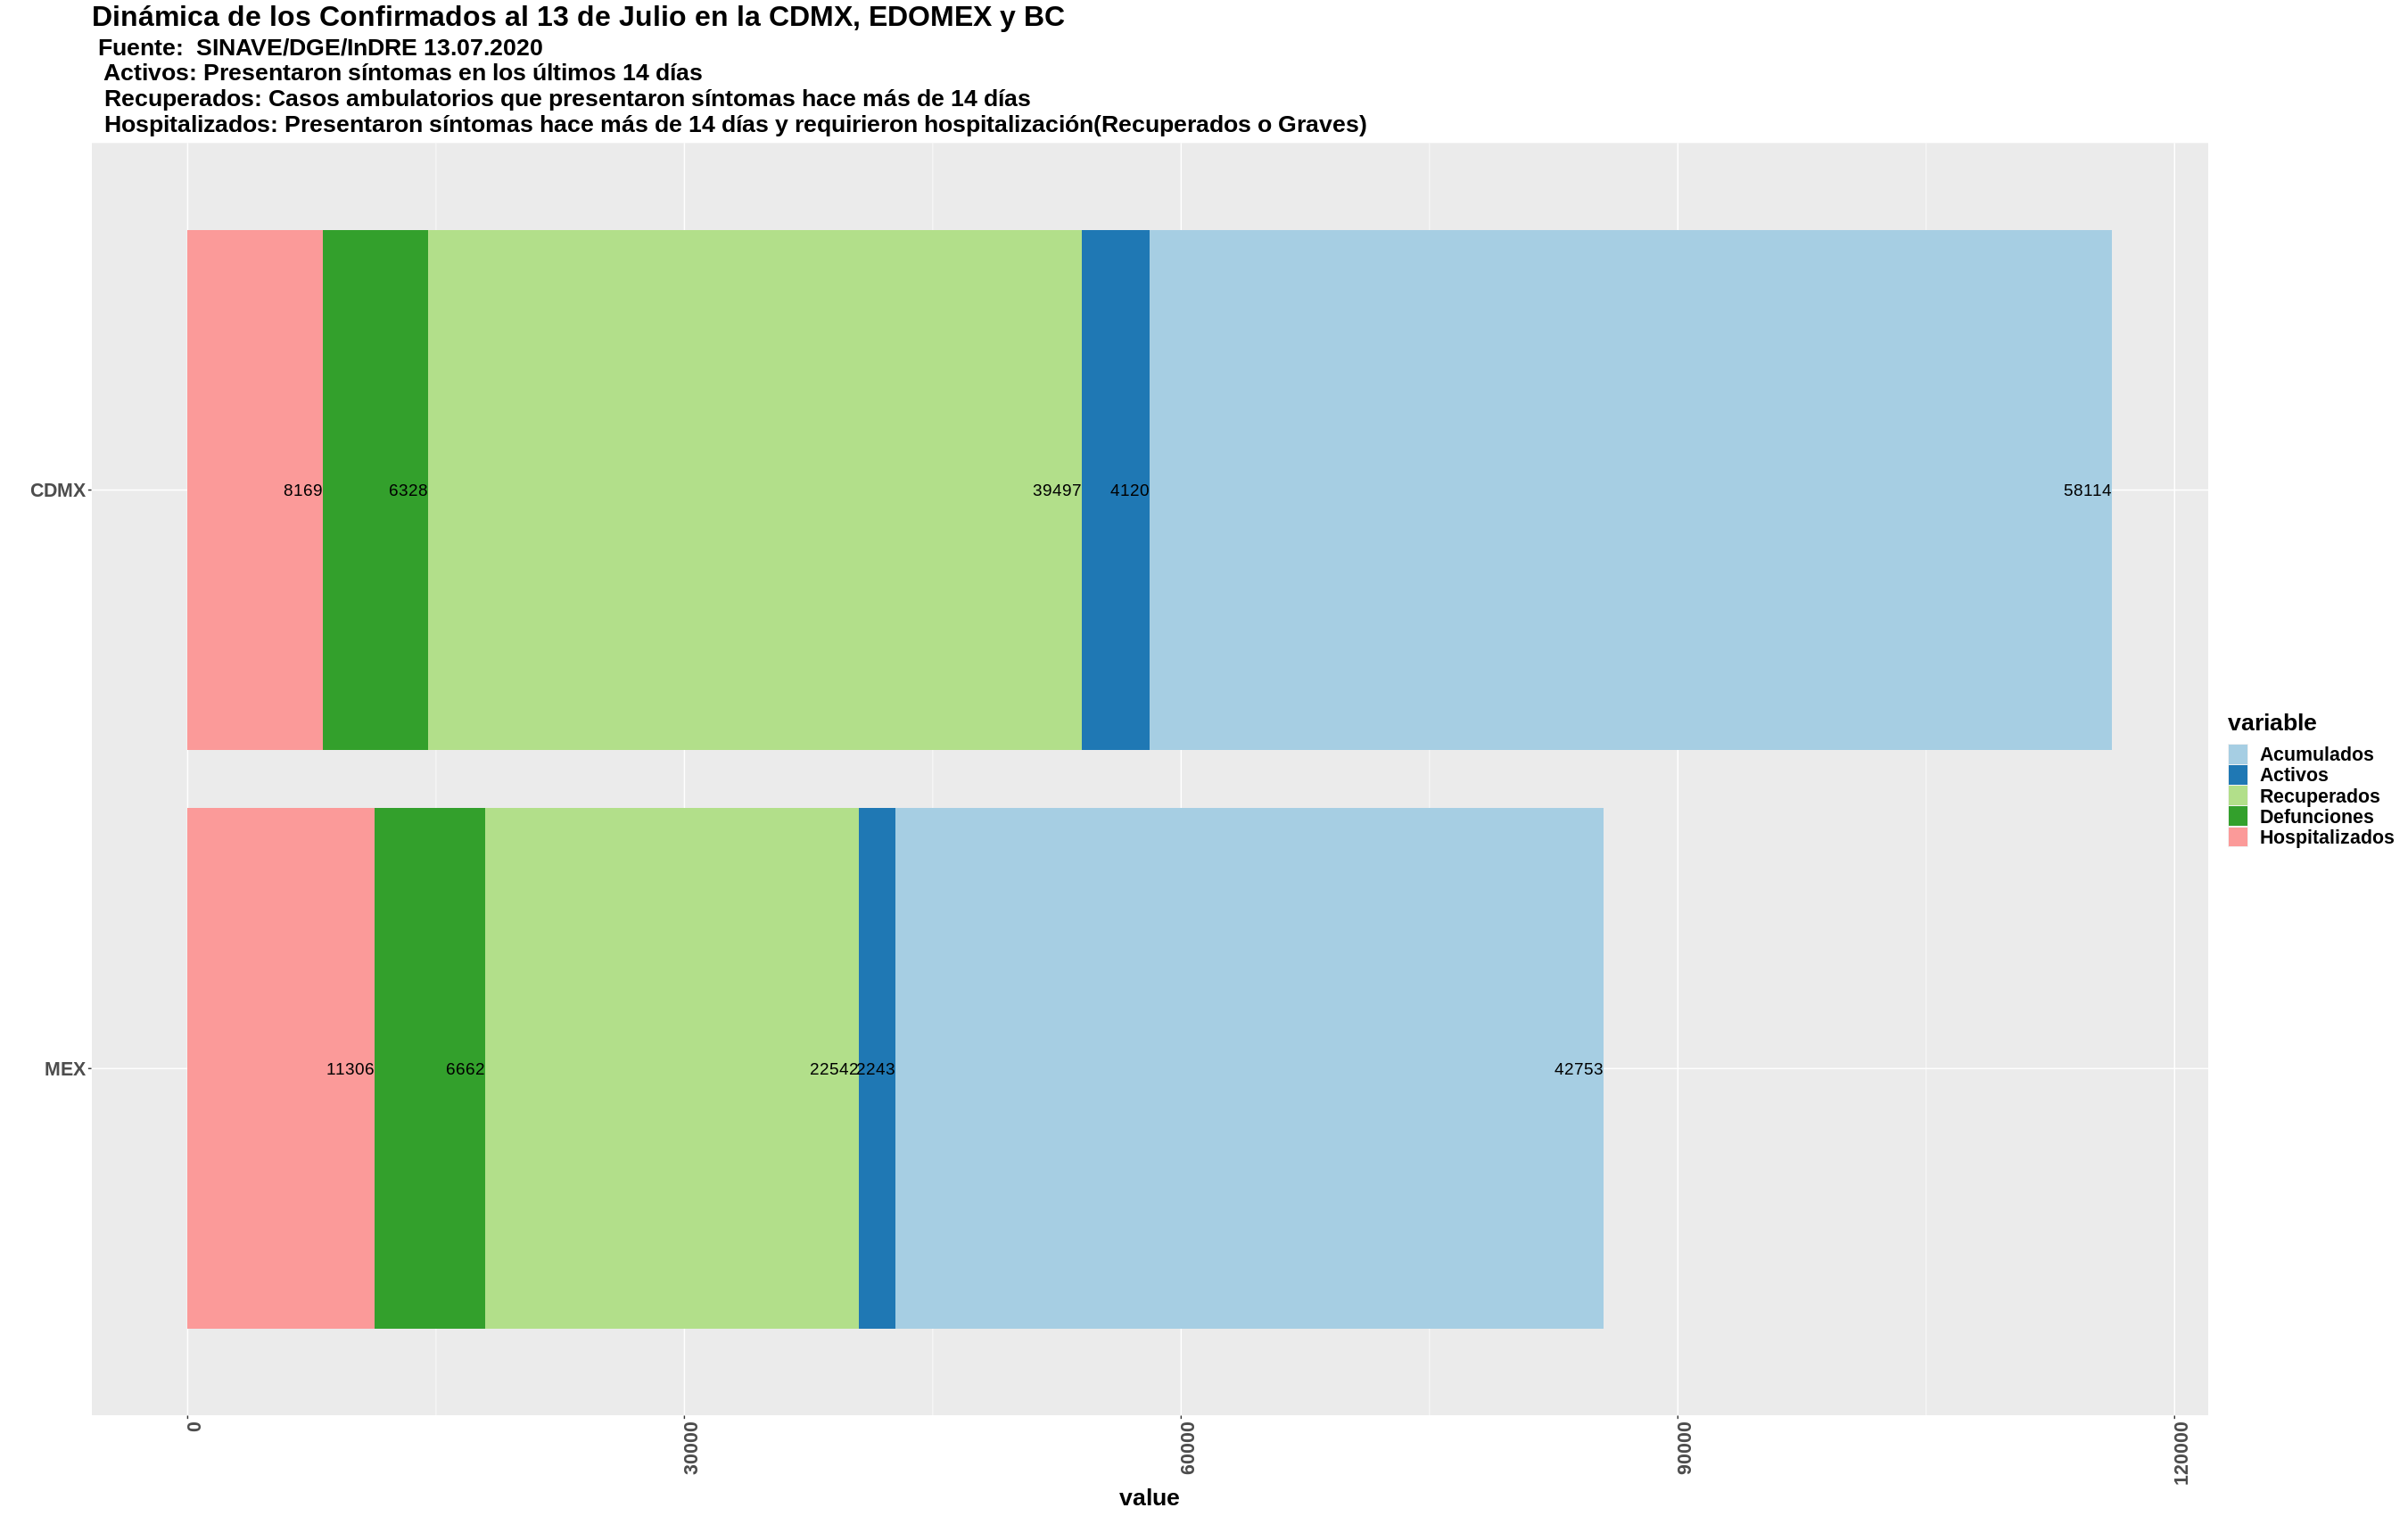 Dinámica de los Confirmados al 13 de Julio en la CDMX, EDOMEX y BC
Fuente:  SINAVE/DGE/InDRE 13.07.2020
Activos: Presentaron síntomas en los últimos 14 días
Recuperados: Casos ambulatorios que presentaron síntomas hace más de 14 días
Hospitalizados: Presentaron síntomas hace más de 14 días y requirieron hospitalización(Recuperados o Graves)
CDMX
8169 6328 39497 4120 58114
MEX
11306 6662 22542 2243 42753
0 30000 60000 90000 120000
value
variable
Acumulados
Activos
Recuperados
Defunciones
Hospitalizados